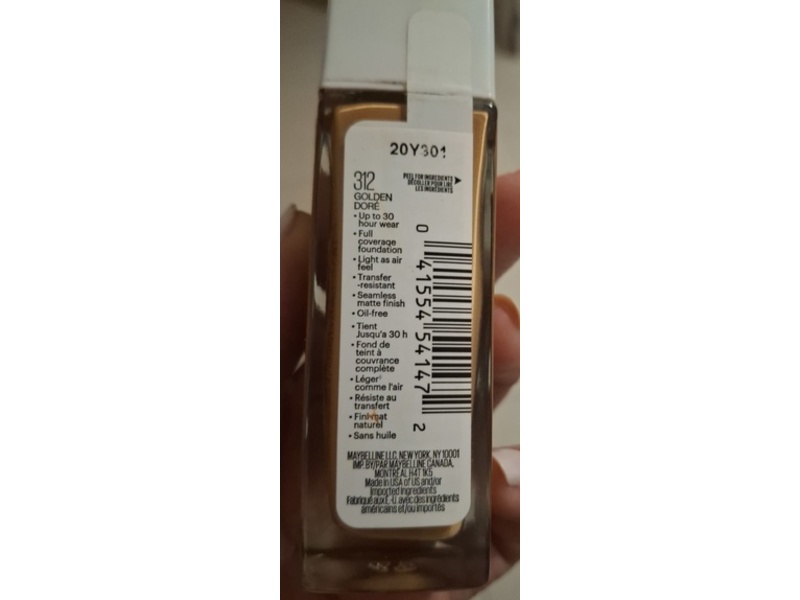 20Y301
312
GOLDEN
DORÉ
PEEL FOR INGREDIENTS
DÉCOLLER POUR LIRE
LES INGRÉDIENTS
• Up to 30
hour wear
• Full
coverage
foundation
• Light as air
feel
• Transfer
-resistant
• Seamless
matte finish
• Oil-free
• Tient
Jusqu'a 30 h
• Fond de
teint à
couvrance
complète
• Léger
comme l'air
• Résiste au
transfert
• Fini mat
naturel
• Sans huile
0 41554 54147 2
MAYBELLINE LLC, NEW YORK, NY 10001
IMP. BY/PAR MAYBELLINE CANADA,
MONTRÉAL H4T 1K5
Made in USA of US and/or
Imported Ingredients
Fabriqué aux É.-U. avec des ingrédients
américains et/ou importés